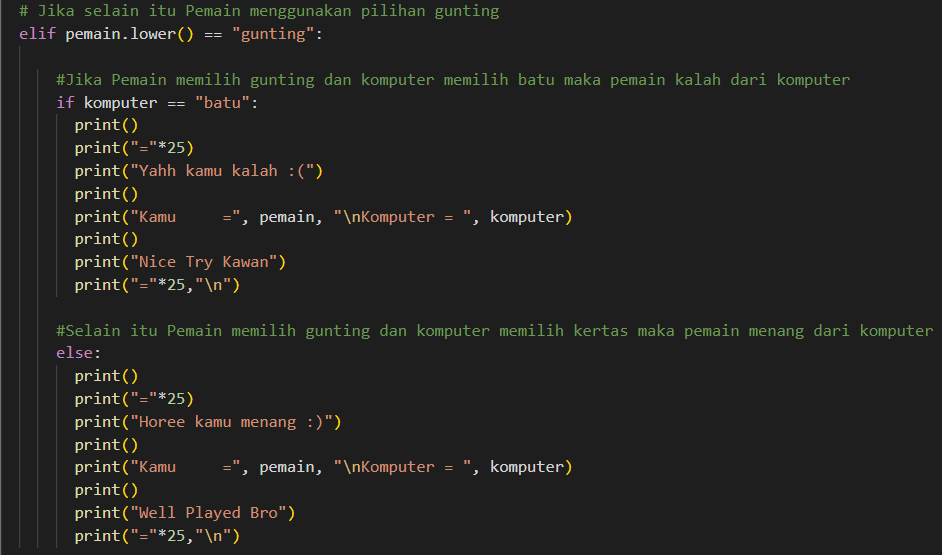 # Jika selain itu Pemain menggunakan pilihan gunting
elif pemain.lower() == "gunting":
#Jika Pemain memilih gunting dan komputer memilih batu maka pemain kalah dari komputer
if komputer == "batu":
print()
print("="*25)
print("Yahh kamu kalah :(")
print()
print("Kamu     =", pemain, "\nKomputer = ", komputer)
print()
print("Nice Try Kawan")
print("="*25,"\n")
#Selain itu Pemain memilih gunting dan komputer memilih kertas maka pemain menang dari komputer
else:
print()
print("="*25)
print("Horee kamu menang :)")
print()
print("Kamu     =", pemain, "\nKomputer = ", komputer)
print()
print("Well Played Bro")
print("="*25,"\n")